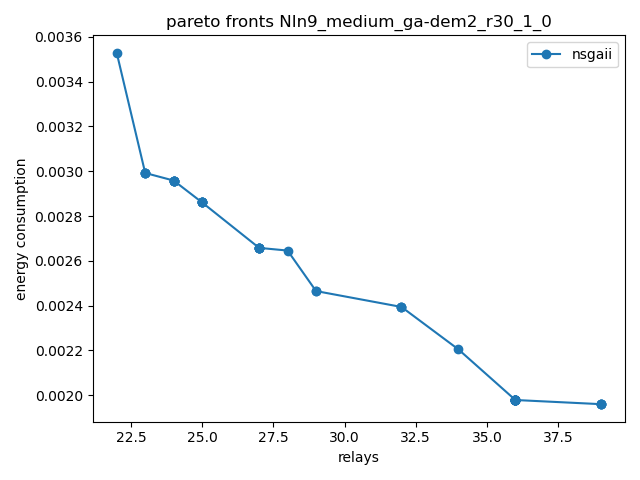 pareto fronts NIn9_medium_ga-dem2_r30_1_0
nsgaii
0.0036
0.0034
0.0032
0.0030
0.0028
0.0026
0.0024
0.0022
0.0020
energy consumption
22.5 25.0 27.5 30.0 32.5 35.0 37.5
relays